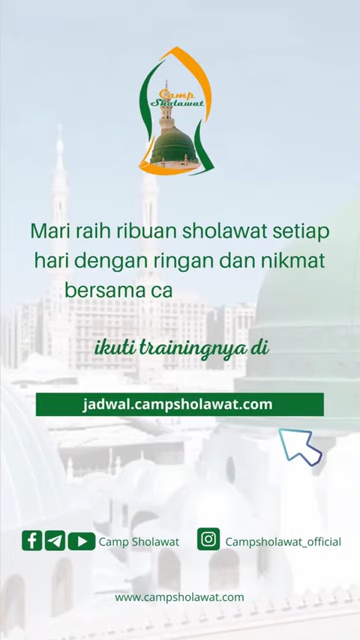 Camp
Sholawat
Mari raih ribuan sholawat setiap
hari dengan ringan dan nikmat
bersama ca
ikuti trainingnya di
jadwal.campsholawat.com
Camp Sholawat
Campsholawat_official
www.campsholawat.com